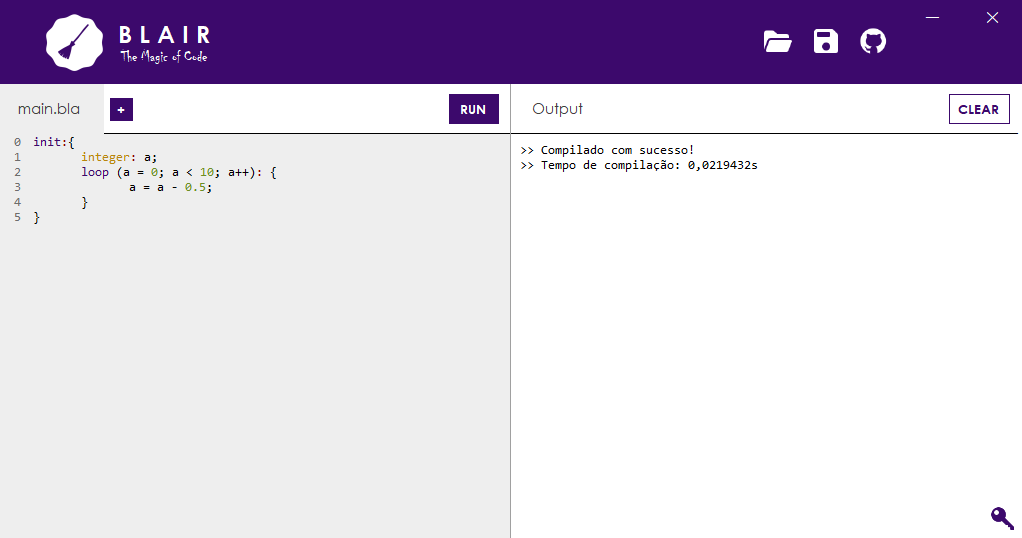 BLAIR
The Magic of Code
main.bla
+
RUN
0 init:{
1 integer: a;
2 loop (a = 0; a < 10; a++): {
3 a = a - 0.5;
4 }
5 }
Output
CLEAR
>> Compilado com sucesso!
>> Tempo de compilação: 0,0219432s